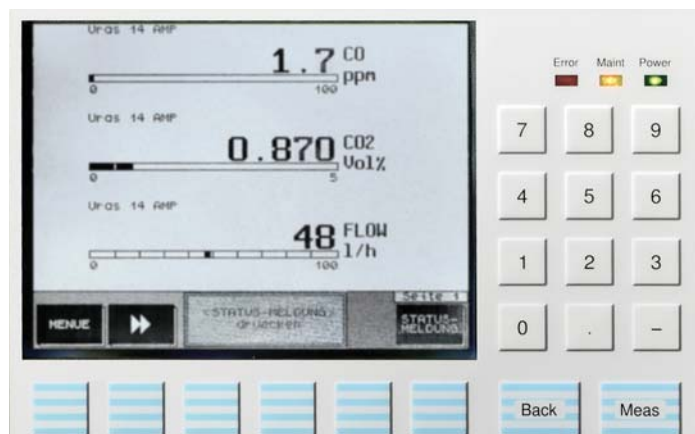 Uras 14 AMP
1.7 CO
ppm
0 100
Uras 14 AMP
0.870 CO2
Vol%
0 5
Uras 14 AMP
48 FLOW
l/h
0 100
Seite 1
MENUE
<STATUS-MELDUNG>
druecken
STATUS-
MELDUNG
Error Maint Power
7 8 9
4 5 6
1 2 3
0 . –
Back Meas